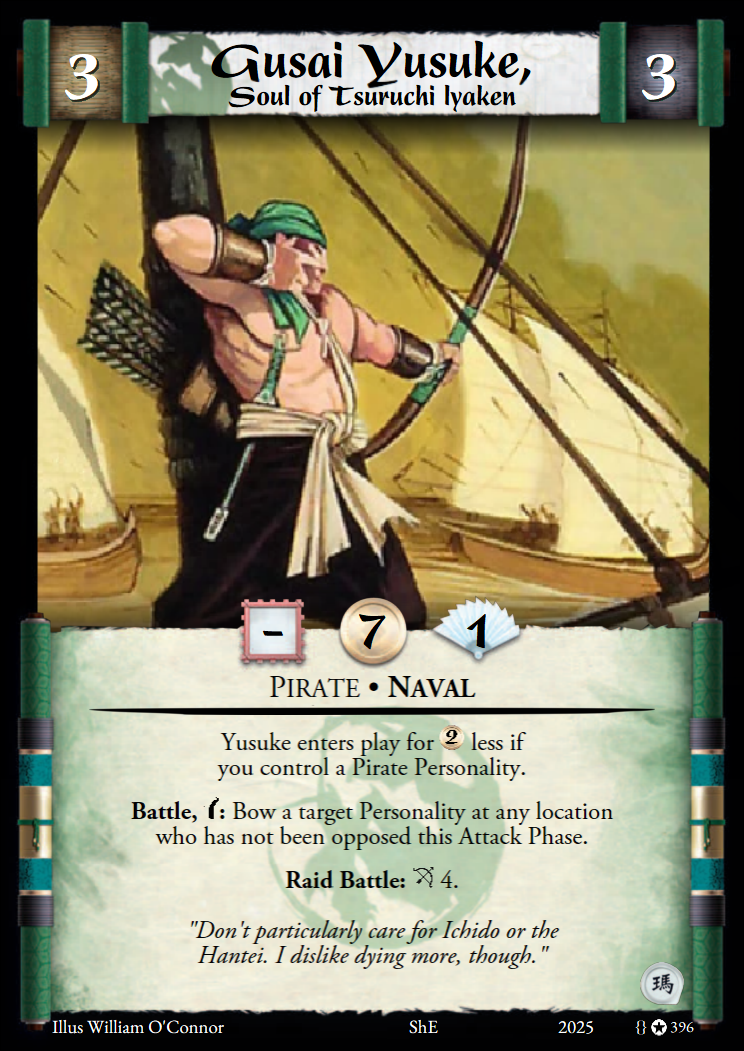 3
Gusai Yusuke,
Soul of Tsuruchi Iyaken
3
-
7
1
PIRATE • NAVAL
Yusuke enters play for 2 less if
you control a Pirate Personality.
Battle, : Bow a target Personality at any location
who has not been opposed this Attack Phase.
Raid Battle: 4.
"Don't particularly care for Ichido or the
Hantei. I dislike dying more, though."
瑪
Illus William O'Connor
ShE
2025
{} 396